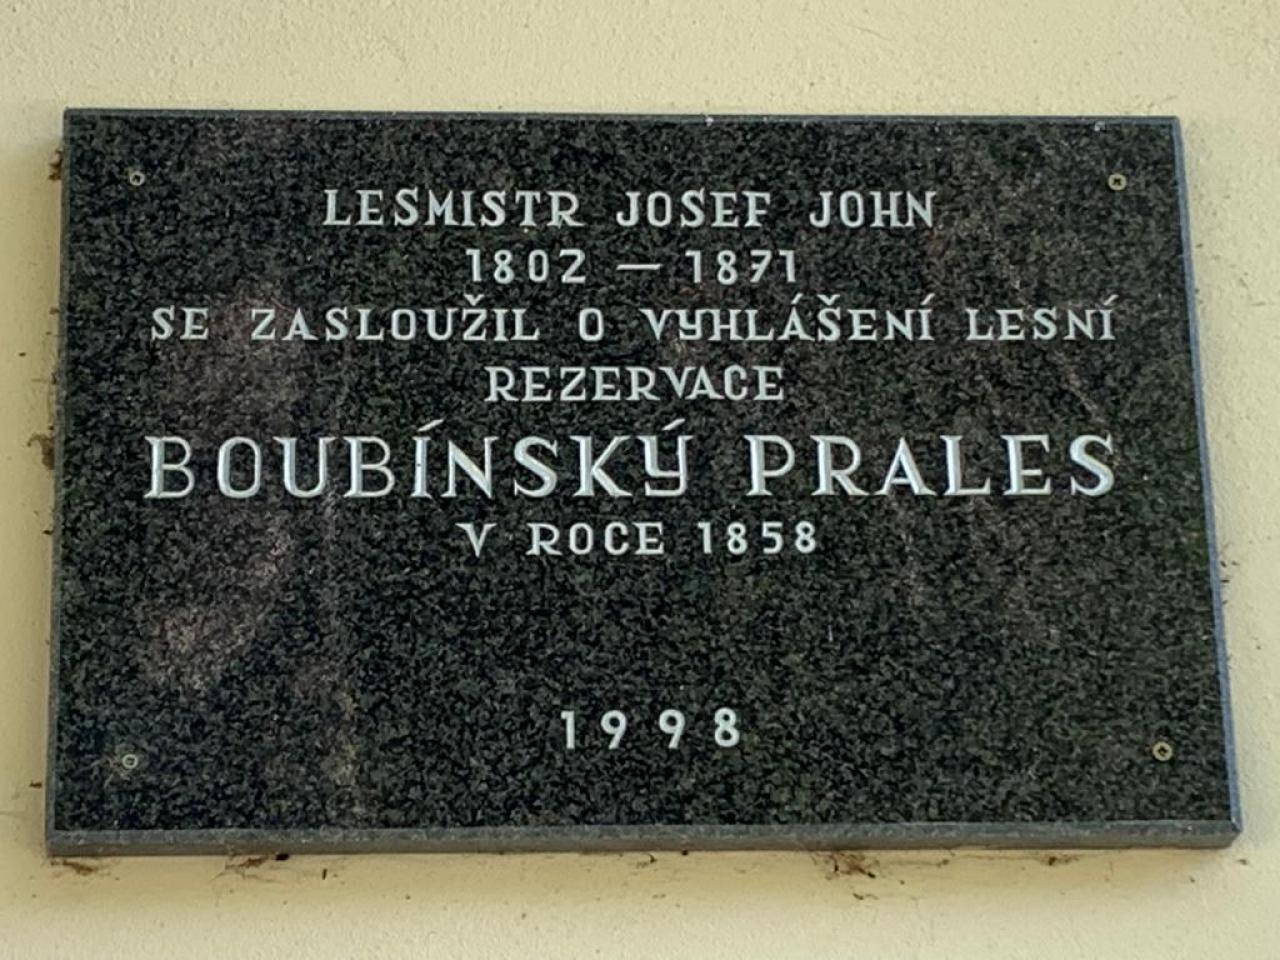 LESMISTR JOSEF JOHN
1802 — 1871
SE ZASLOUŽIL O VYHLÁŠENÍ LESNÍ
REZERVACE
BOUBÍNSKÝ PRALES
V ROCE 1858
1998